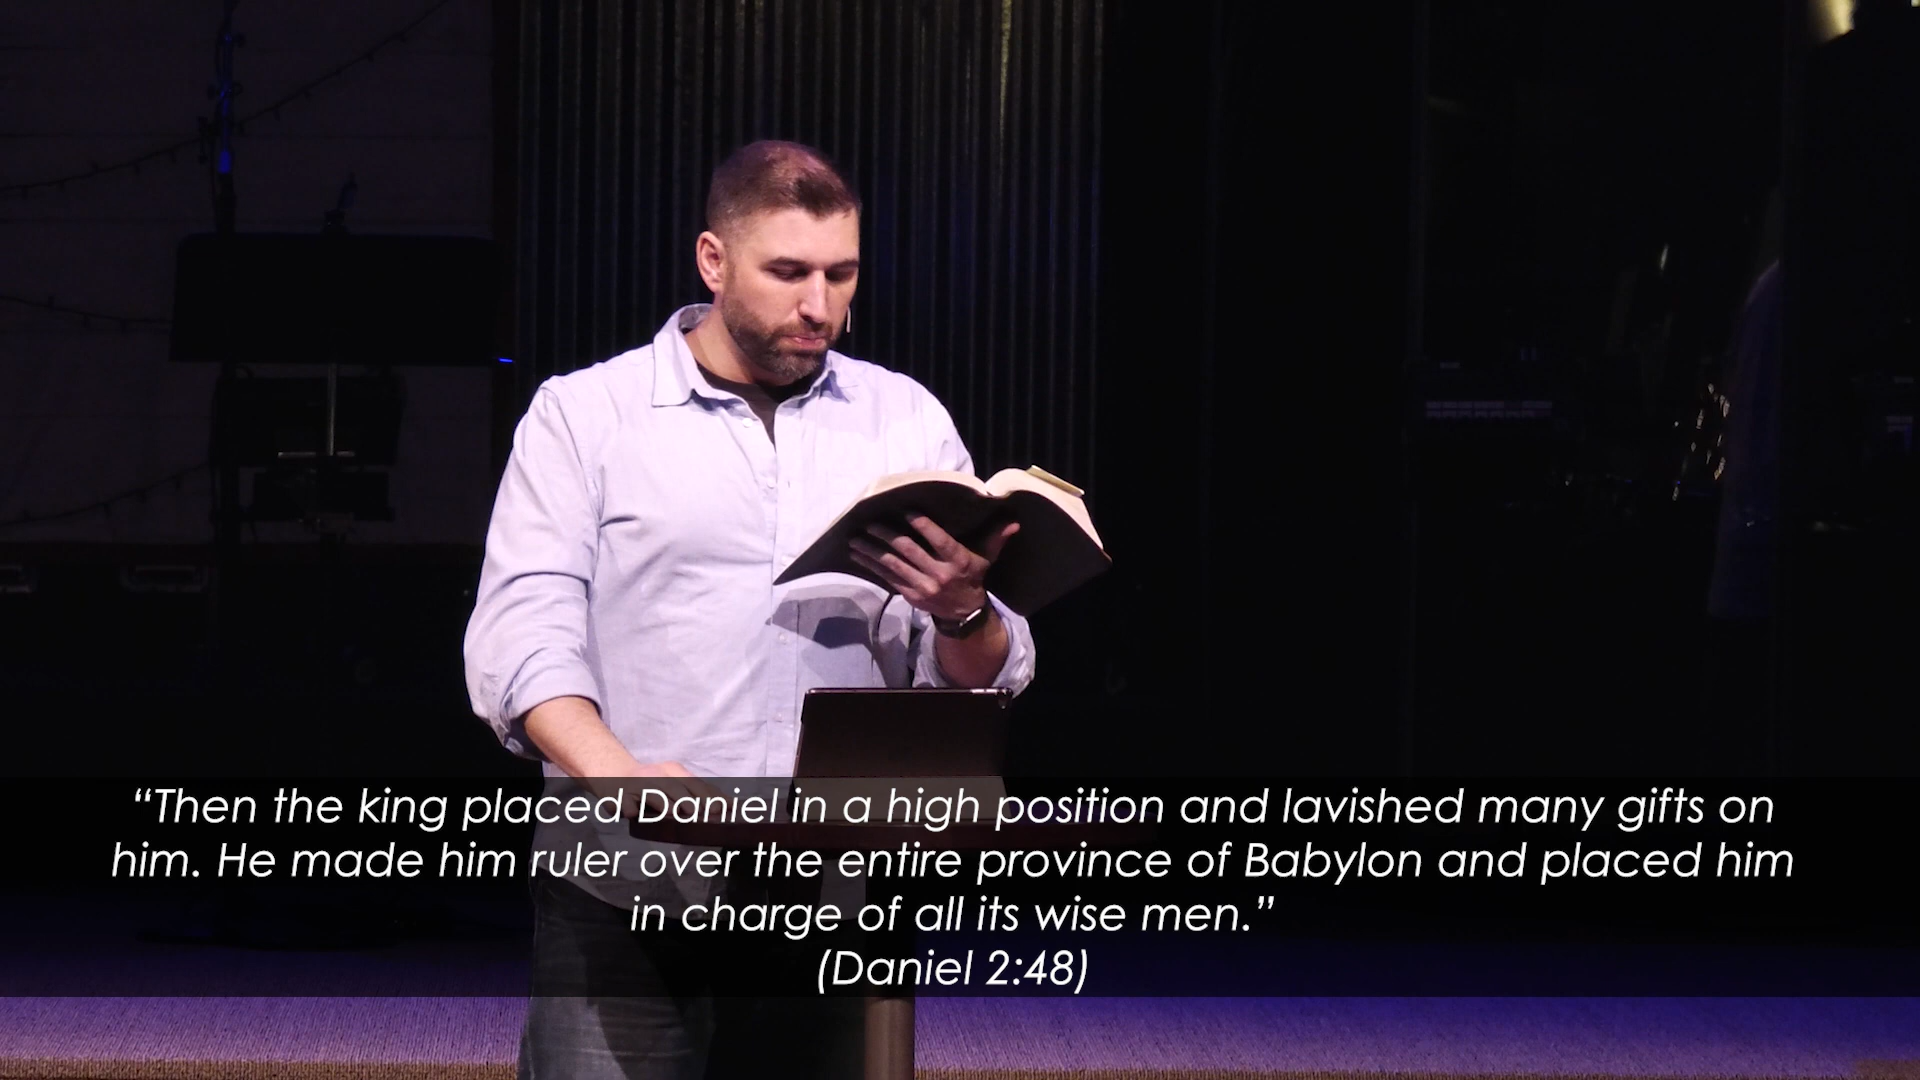 “Then the king placed Daniel in a high position and lavished many gifts on
him. He made him ruler over the entire province of Babylon and placed him
in charge of all its wise men.”
(Daniel 2:48)